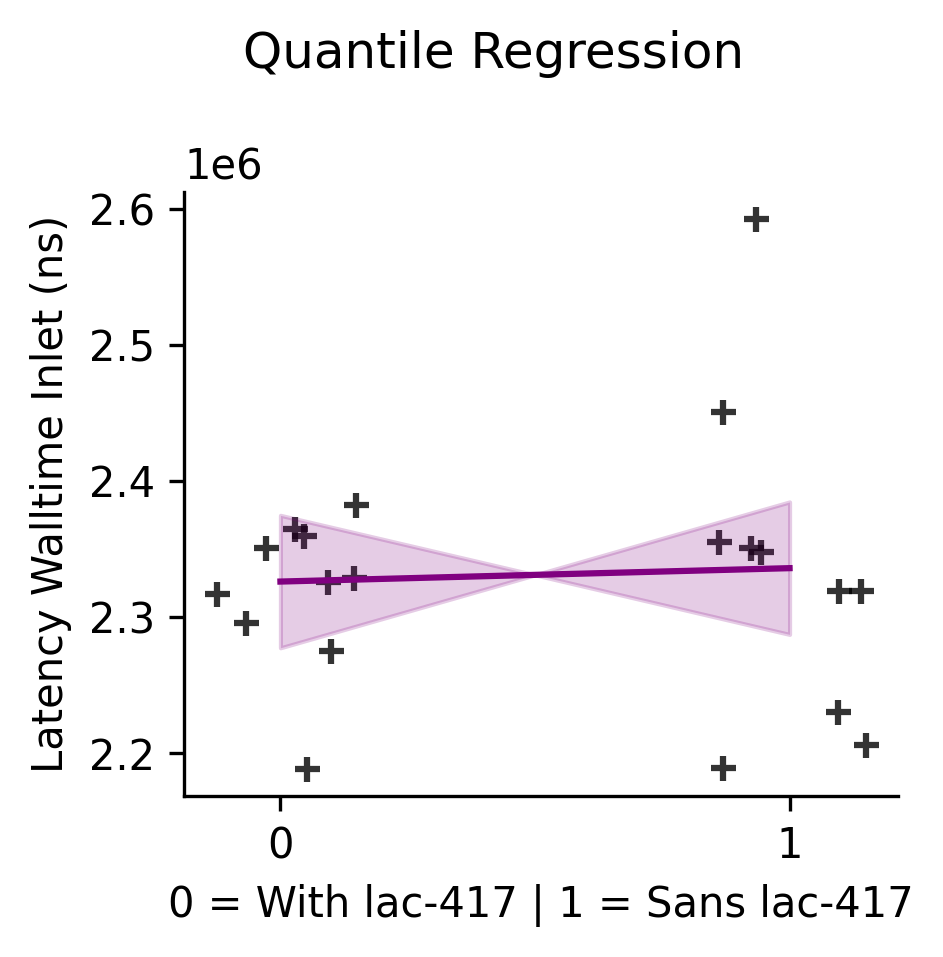 Quantile Regression
1e6
Latency Walltime Inlet (ns)
2.6
2.5
2.4
2.3
2.2
0 1
0 = With lac-417 | 1 = Sans lac-417